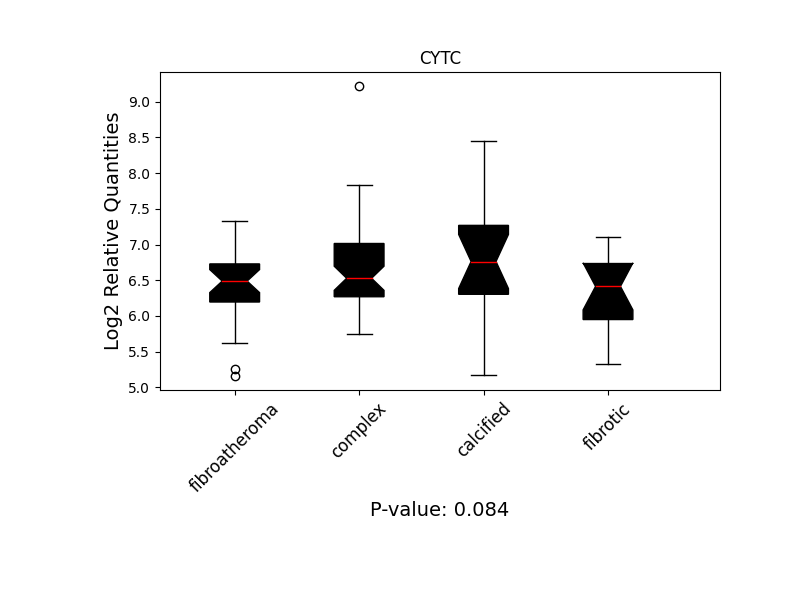 CYTC
Log2 Relative Quantities
9.0
8.5
8.0
7.5
7.0
6.5
6.0
5.5
5.0
fibroatheroma
complex
calcified
fibrotic
P-value: 0.084